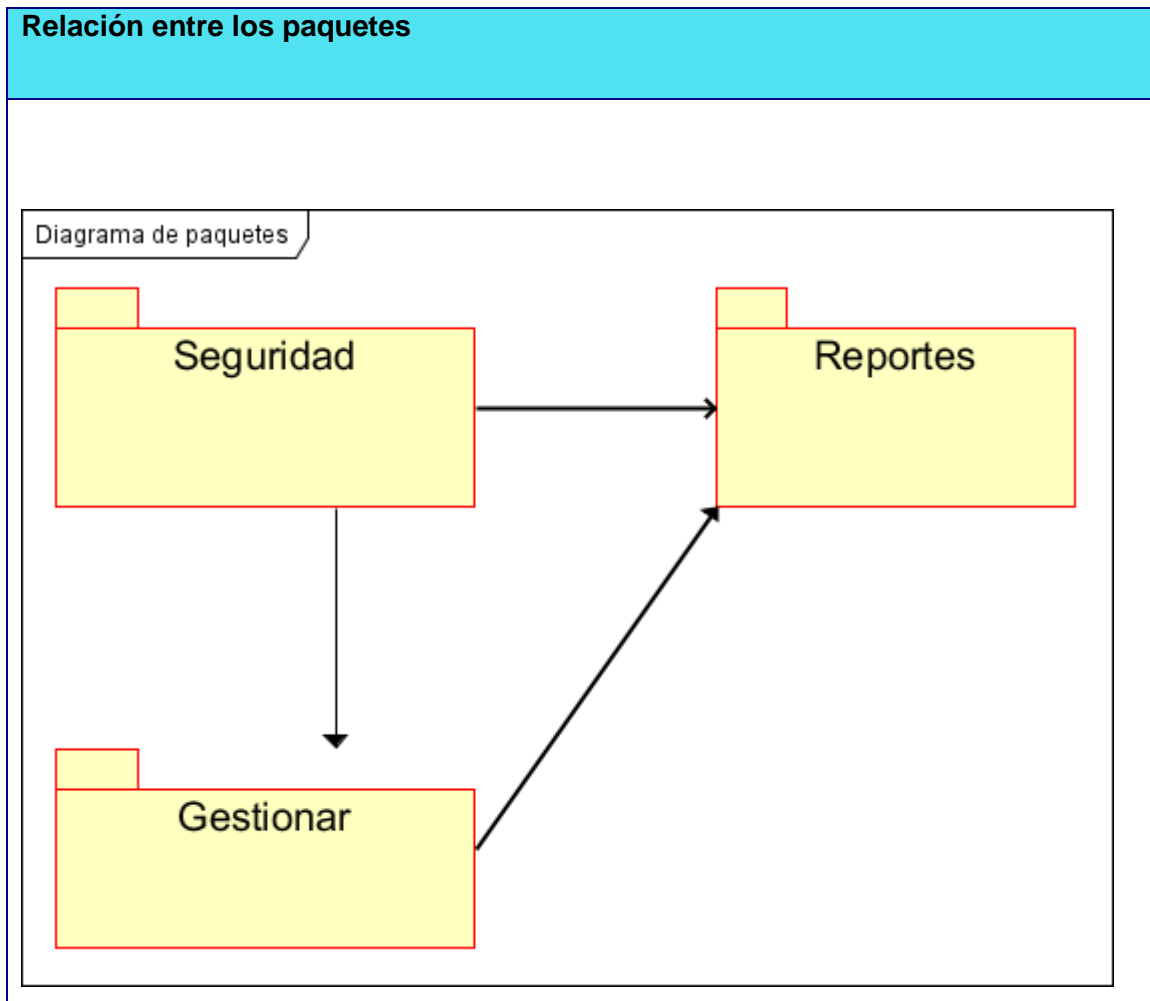 Relación entre los paquetes
Diagrama de paquetes
Seguridad
Reportes
Gestionar